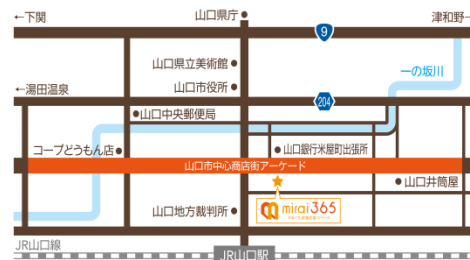 ←下関
山口県庁
津和野→
9
山口県立美術館
一の坂川
山口市役所
←湯田温泉
204
山口中央郵便局
コープどうもん店
山口銀行米屋町出張所
山口市中心商店街アーケード
山口井筒屋
山口地方裁判所
mirai365
JR山口線
JR山口駅